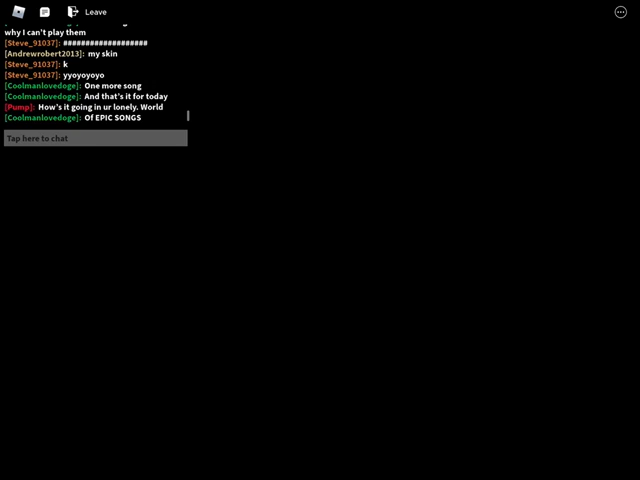 Leave
why I can't play them
[Steve_91037]: ###################
[Andrewrobert2013]: my skin
[Steve_91037]: k
[Steve_91037]: yyoyoyoyo
[Coolmanlovedoge]: One more song
[Coolmanlovedoge]: And that's it for today
[Pump]: How's it going in ur lonely. World
[Coolmanlovedoge]: Of EPIC SONGS
Tap here to chat